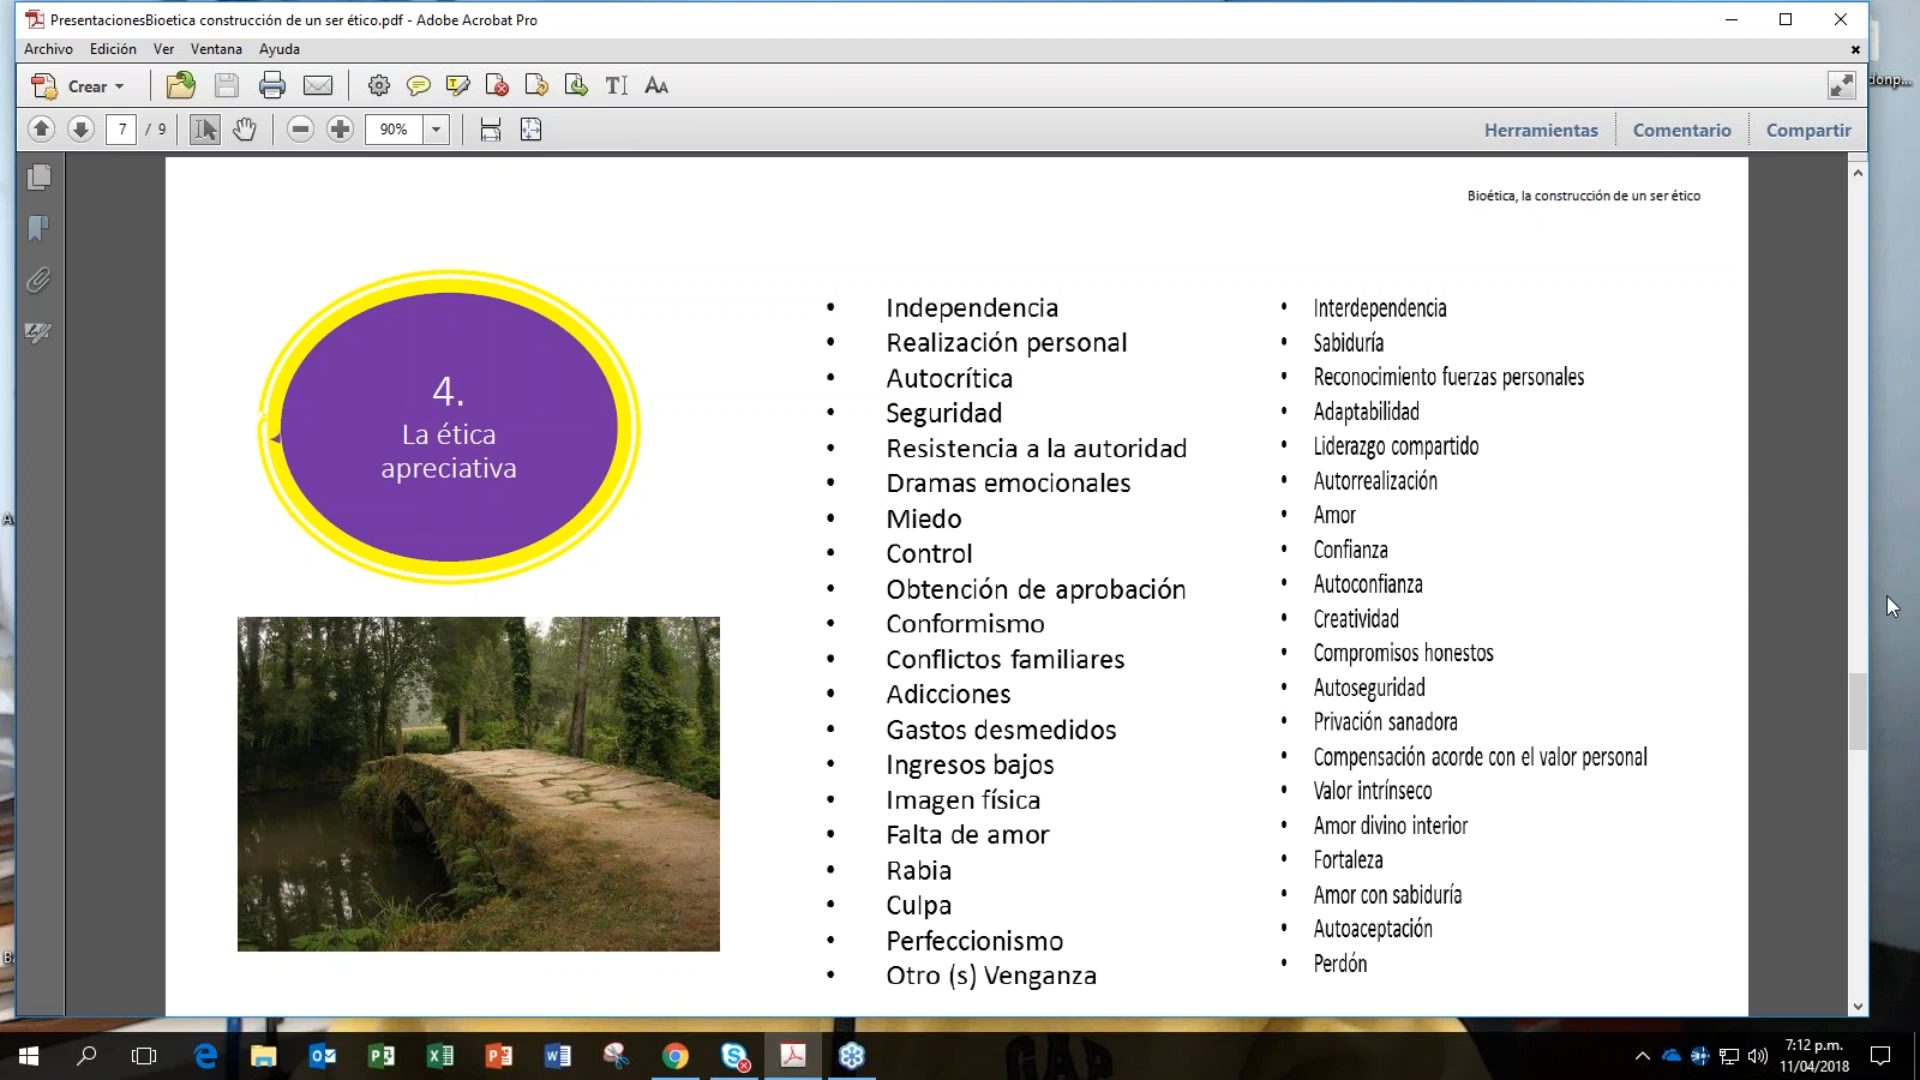 PresentacionesBioetica construcción de un ser ético.pdf - Adobe Acrobat Pro
Archivo Edición Ver Ventana Ayuda
Crear
7 / 9 90% Herramientas Comentario Compartir
Bioética, la construcción de un ser ético
4.
La ética
apreciativa
• Independencia
• Realización personal
• Autocrítica
• Seguridad
• Resistencia a la autoridad
• Dramas emocionales
• Miedo
• Control
• Obtención de aprobación
• Conformismo
• Conflictos familiares
• Adicciones
• Gastos desmedidos
• Ingresos bajos
• Imagen física
• Falta de amor
• Rabia
• Culpa
• Perfeccionismo
• Otro (s) Venganza
• Interdependencia
• Sabiduría
• Reconocimiento fuerzas personales
• Adaptabilidad
• Liderazgo compartido
• Autorrealización
• Amor
• Confianza
• Autoconfianza
• Creatividad
• Compromisos honestos
• Autoseguridad
• Privación sanadora
• Compensación acorde con el valor personal
• Valor intrínseco
• Amor divino interior
• Fortaleza
• Amor con sabiduría
• Autoaceptación
• Perdón
GAP
7:12 p.m.
11/04/2018